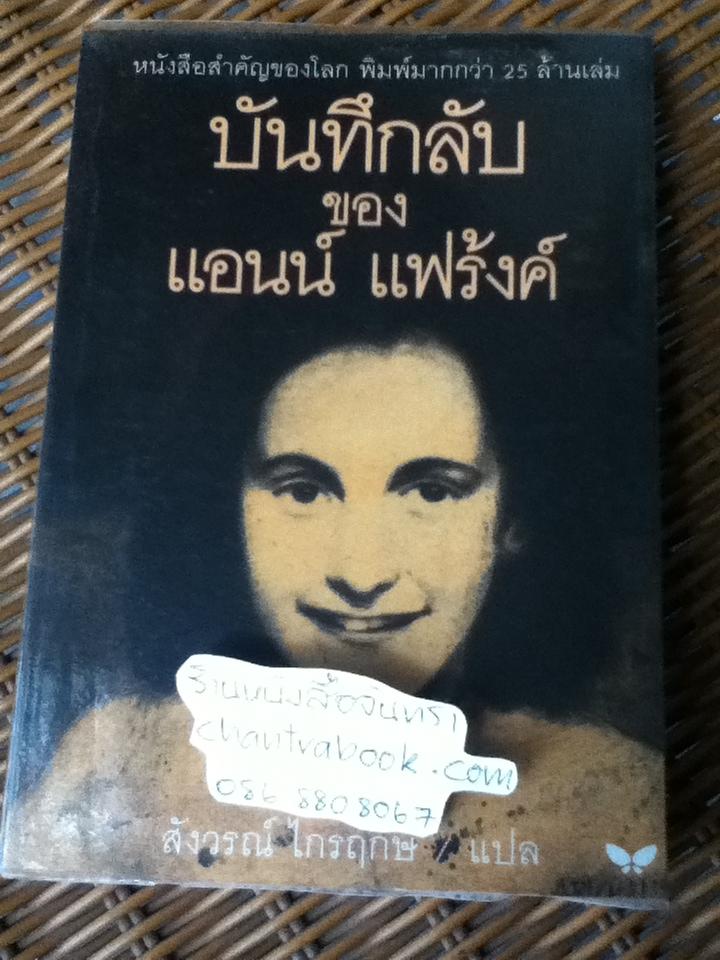 หนังสือสำคัญของโลก พิมพ์มากกว่า 25 ล้านเล่ม
บันทึกลับ
ของ
แอนน์ แฟร้งค์
ร้านหนังสือจันทรา
chantrabook.com
086 8808067
สังวรณ์ ไกรฤกษ์ / แปล